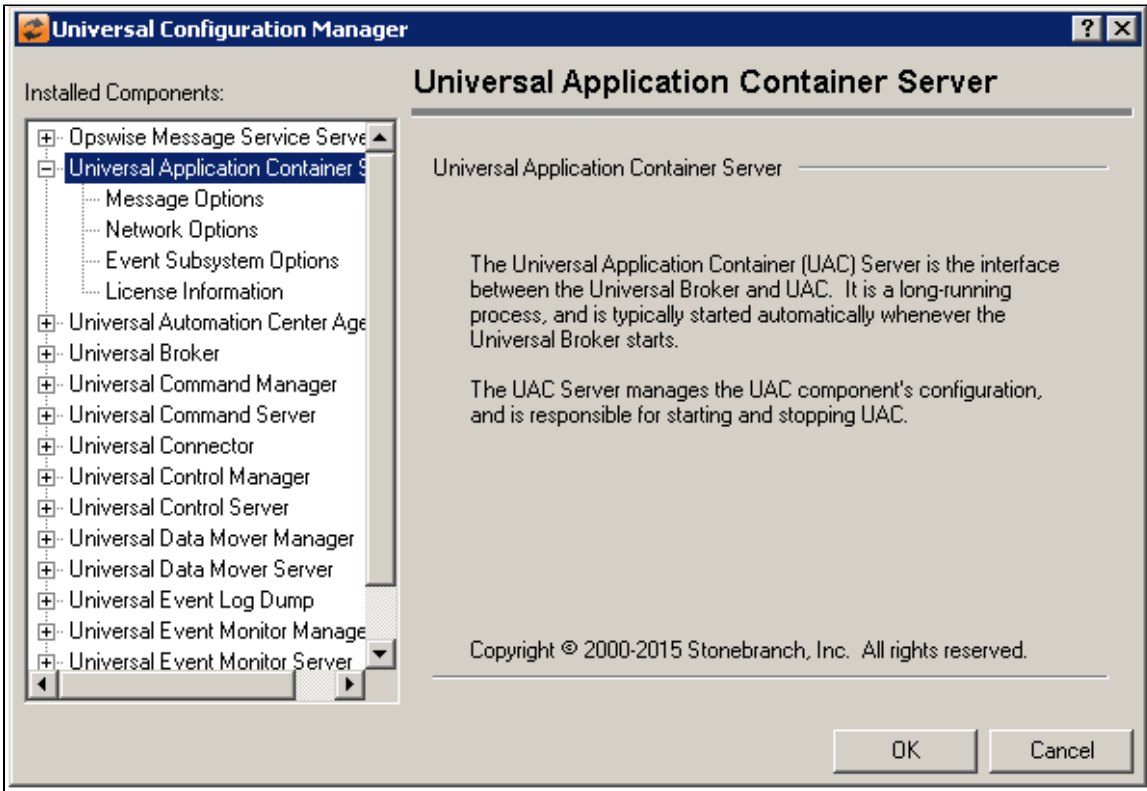 Universal Configuration Manager
Installed Components:
Opswise Message Service Serve
Universal Application Container S
Message Options
Network Options
Event Subsystem Options
License Information
Universal Automation Center Age
Universal Broker
Universal Command Manager
Universal Command Server
Universal Connector
Universal Control Manager
Universal Control Server
Universal Data Mover Manager
Universal Data Mover Server
Universal Event Log Dump
Universal Event Monitor Manage
Universal Event Monitor Server
Universal Application Container Server
Universal Application Container Server
The Universal Application Container (UAC) Server is the interface
between the Universal Broker and UAC. It is a long-running
process, and is typically started automatically whenever the
Universal Broker starts.
The UAC Server manages the UAC component's configuration,
and is responsible for starting and stopping UAC.
Copyright © 2000-2015 Stonebranch, Inc. All rights reserved.
OK
Cancel